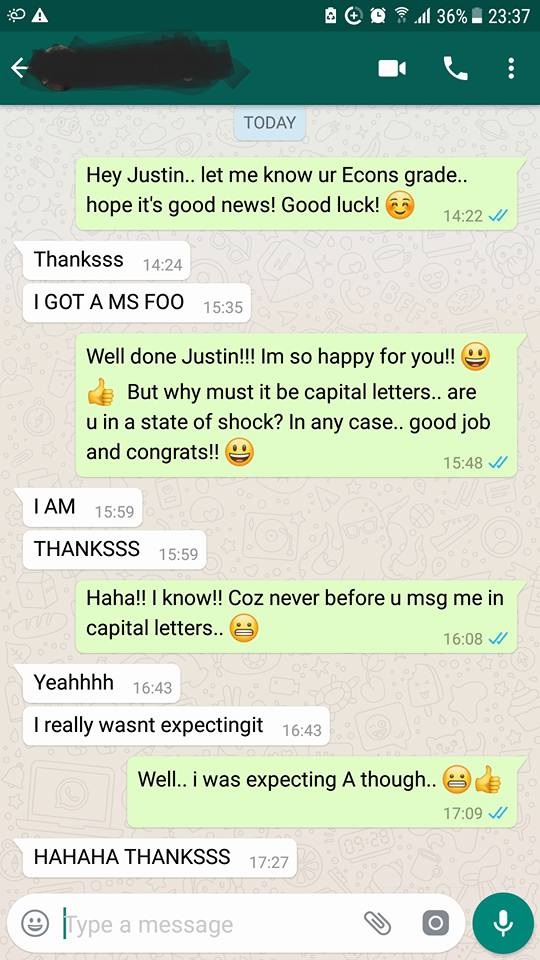 36% 23:37
TODAY
Hey Justin.. let me know ur Econs grade..
hope it's good news! Good luck! ☺️
14:22
Thanksss 14:24
I GOT A MS FOO 15:35
Well done Justin!!! Im so happy for you!! 😃
👍 But why must it be capital letters.. are
u in a state of shock? In any case.. good job
and congrats!! 😃
15:48
I AM 15:59
THANKSSS 15:59
Haha!! I know!! Coz never before u msg me in
capital letters.. 😬
16:08
Yeahhhh 16:43
I really wasnt expectingit 16:43
Well.. i was expecting A though.. 😬👍
17:09
HAHAHA THANKSSS 17:27
Type a message